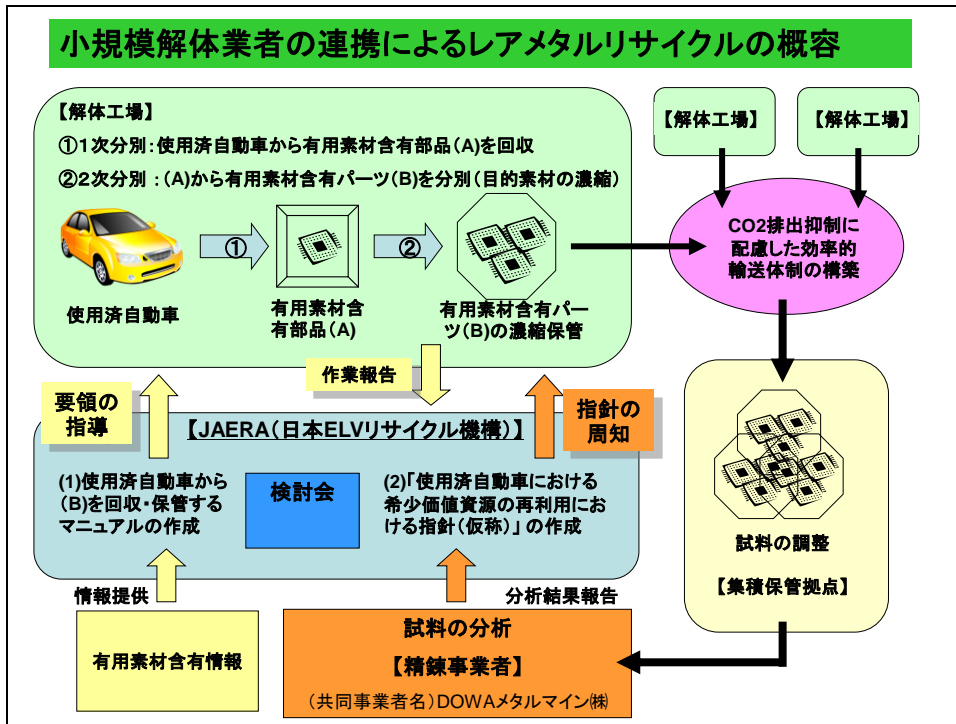 小規模解体業者の連携によるレアメタルリサイクルの概容
【解体工場】
①1次分別：使用済自動車から有用素材含有部品（A）を回収
②2次分別 ：（A）から有用素材含有パーツ（B）を分別（目的素材の濃縮）
①
②
使用済自動車
有用素材含
有部品（A）
有用素材含有パー
ツ（B）の濃縮保管
【解体工場】
【解体工場】
CO2排出抑制に
配慮した効率的
輸送体制の構築
要領の
指導
作業報告
指針の
周知
【JAERA（日本ELVリサイクル機構）】
(1)使用済自動車から
（B）を回収・保管する
マニュアルの作成
検討会
(2)「使用済自動車における
希少価値資源の再利用にお
ける指針（仮称）」の作成
試料の調整
【集積保管拠点】
情報提供
分析結果報告
有用素材含有情報
試料の分析
【精錬事業者】
（共同事業者名）DOWAメタルマイン㈱